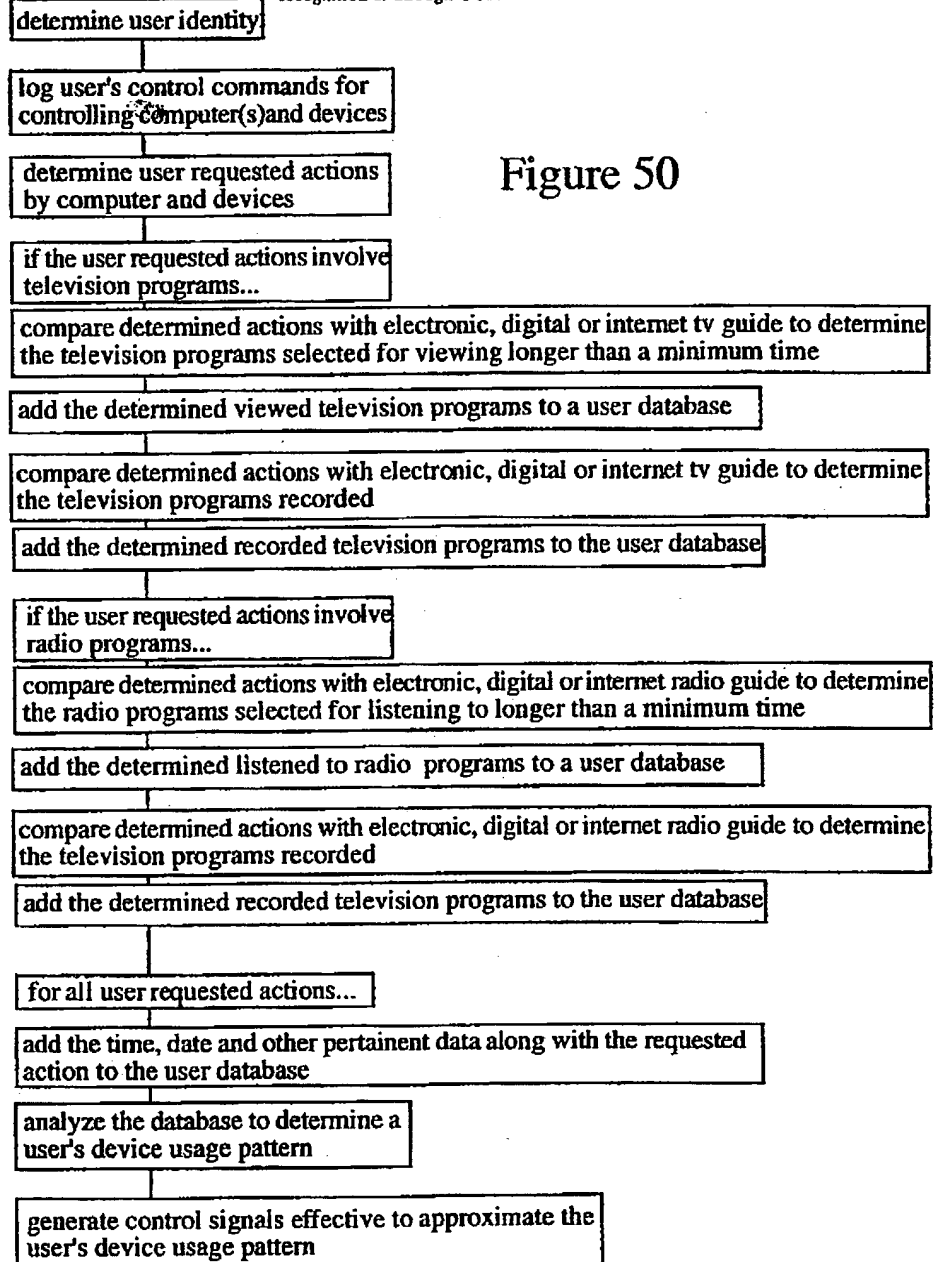 determine user identity
log user's control commands for
controlling computer(s)and devices
determine user requested actions
by computer and devices
Figure 50
if the user requested actions involve
television programs...
compare determined actions with electronic, digital or internet tv guide to determine
the television programs selected for viewing longer than a minimum time
add the determined viewed television programs to a user database
compare determined actions with electronic, digital or internet tv guide to determine
the television programs recorded
add the determined recorded television programs to the user database
if the user requested actions involve
radio programs...
compare determined actions with electronic, digital or internet radio guide to determine
the radio programs selected for listening to longer than a minimum time
add the determined listened to radio programs to a user database
compare determined actions with electronic, digital or internet radio guide to determine
the television programs recorded
add the determined recorded television programs to the user database
for all user requested actions...
add the time, date and other pertainent data along with the requested
action to the user database
analyze the database to determine a
user's device usage pattern
generate control signals effective to approximate the
user's device usage pattern